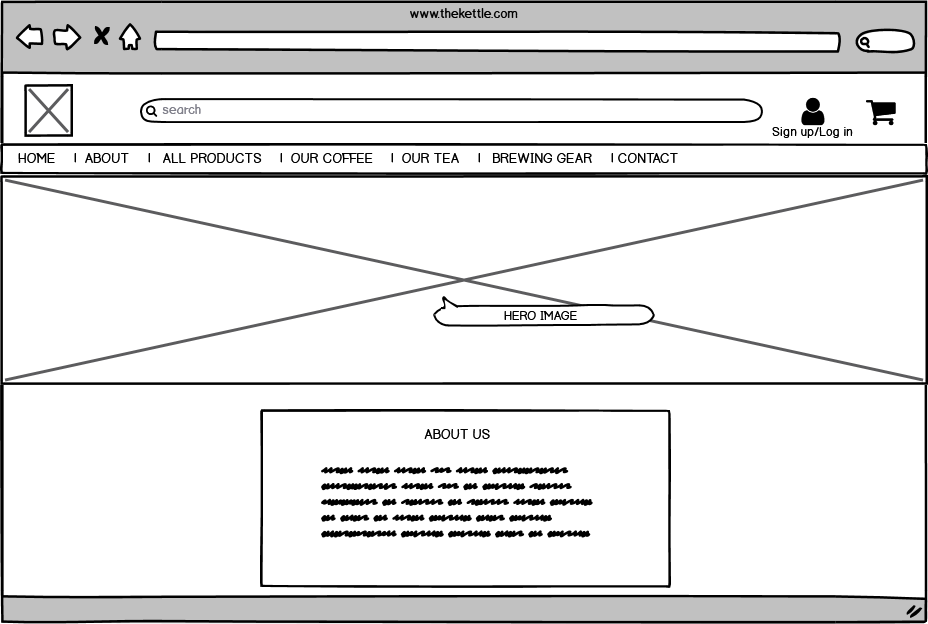 www.thekettle.com
search
Sign up/Log in
HOME | ABOUT | ALL PRODUCTS | OUR COFFEE | OUR TEA | BREWING GEAR | CONTACT
HERO IMAGE
ABOUT US